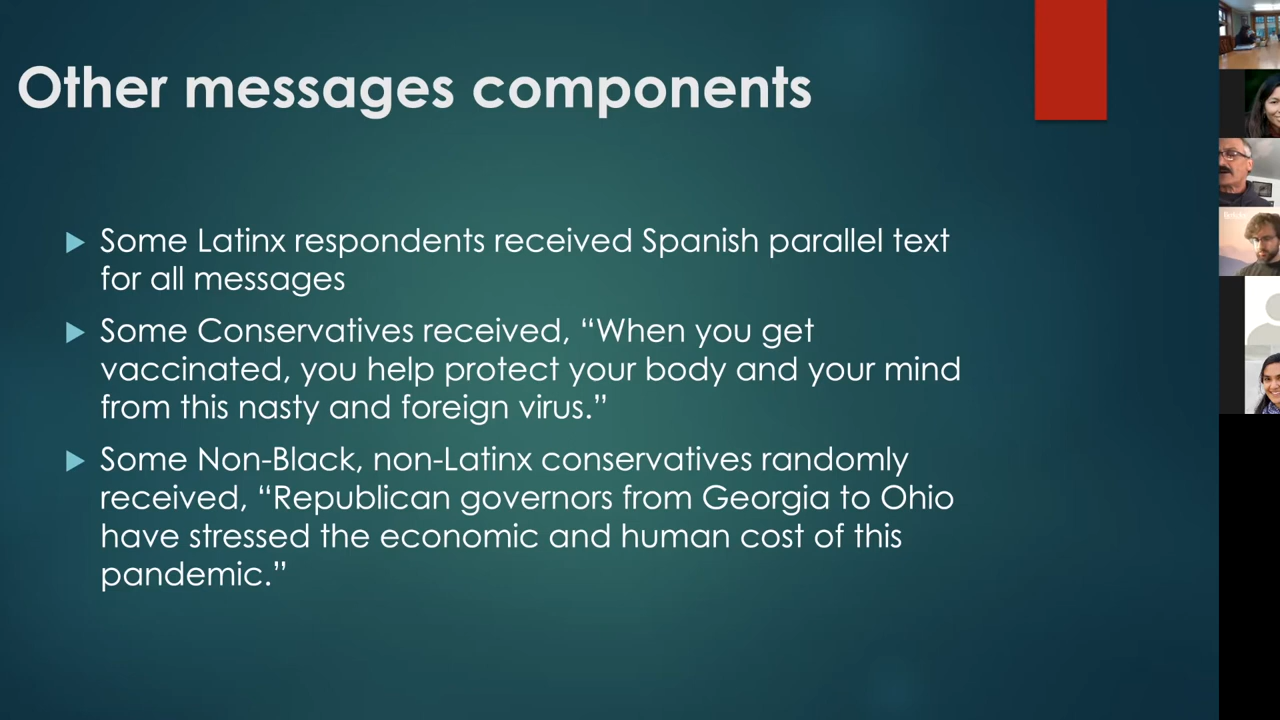 Other messages components
Some Latinx respondents received Spanish parallel text
for all messages
Some Conservatives received, “When you get
vaccinated, you help protect your body and your mind
from this nasty and foreign virus.”
Some Non-Black, non-Latinx conservatives randomly
received, “Republican governors from Georgia to Ohio
have stressed the economic and human cost of this
pandemic.”